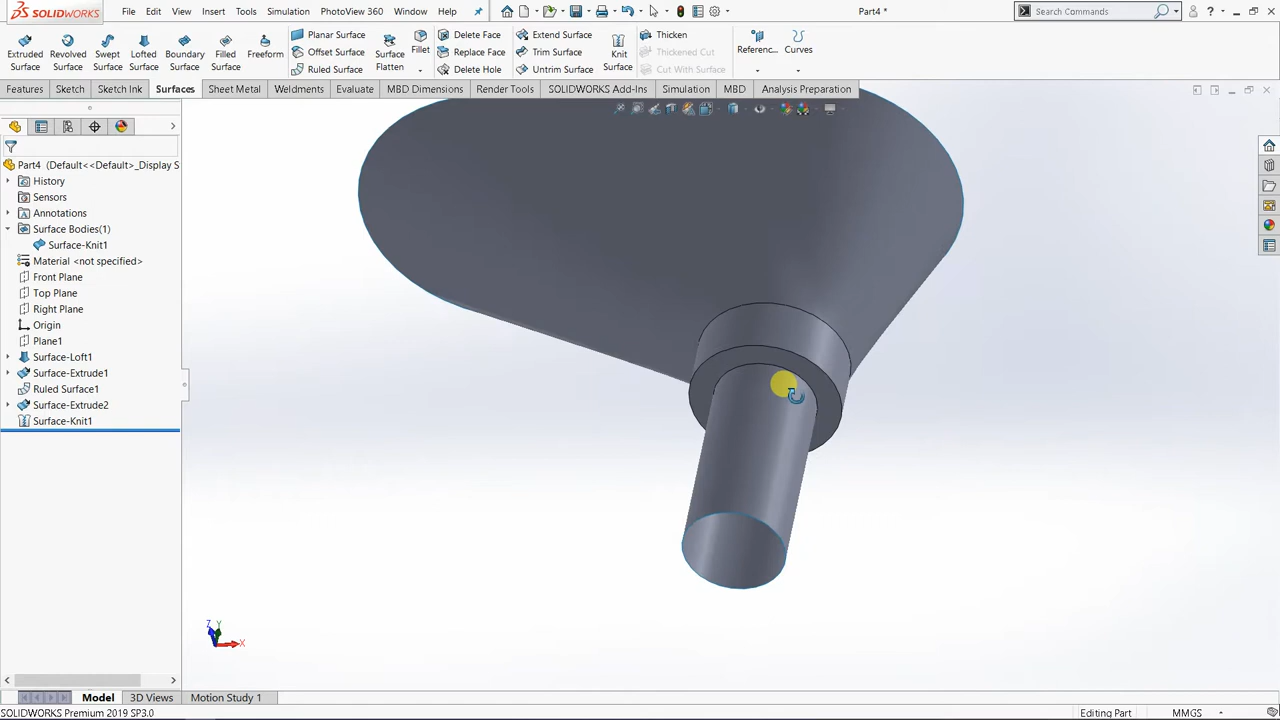 SOLIDWORKS File Edit View Insert Tools Simulation PhotoView 360 Window Help Part4 * Search Commands
Extruded Surface Revolved Surface Swept Surface Lofted Surface Boundary Surface Filled Surface Freeform
Planar Surface
Offset Surface
Ruled Surface
Surface Flatten
Fillet
Delete Face
Replace Face
Delete Hole
Extend Surface
Trim Surface
Untrim Surface
Knit Surface
Thicken
Thickened Cut
Cut With Surface
Referenc...
Curves
Features Sketch Sketch Ink Surfaces Sheet Metal Weldments Evaluate MBD Dimensions Render Tools SOLIDWORKS Add-Ins MBD Simulation Analysis Preparation
Part4 (Default<<Default>_Display S
History
Sensors
Annotations
Surface Bodies(1)
Surface-Knit1
Material <not specified>
Front Plane
Top Plane
Right Plane
Origin
Plane1
Surface-Loft1
Surface-Extrude1
Ruled Surface1
Surface-Extrude2
Surface-Knit1
Z Y X
Model 3D Views Motion Study 1
SOLIDWORKS Premium 2019 SP3.0 Editing Part MMGS